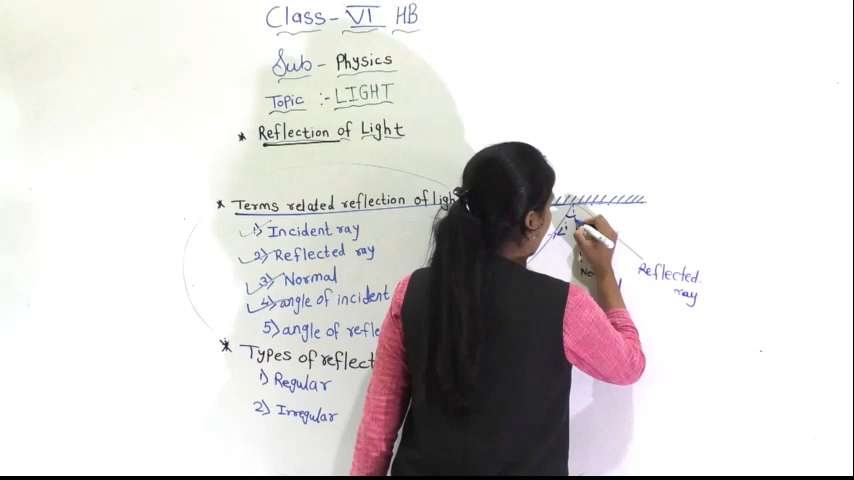 Class - VI HB
Sub - Physics
Topic :- LIGHT
* Reflection of Light
* Terms related reflection of Ligh
1) Incident ray
2) Reflected ray
3) Normal
4) angle of incident
5) angle of refle
* Types of reflect
1) Regular
2) Irregular
Reflected.
ray
No